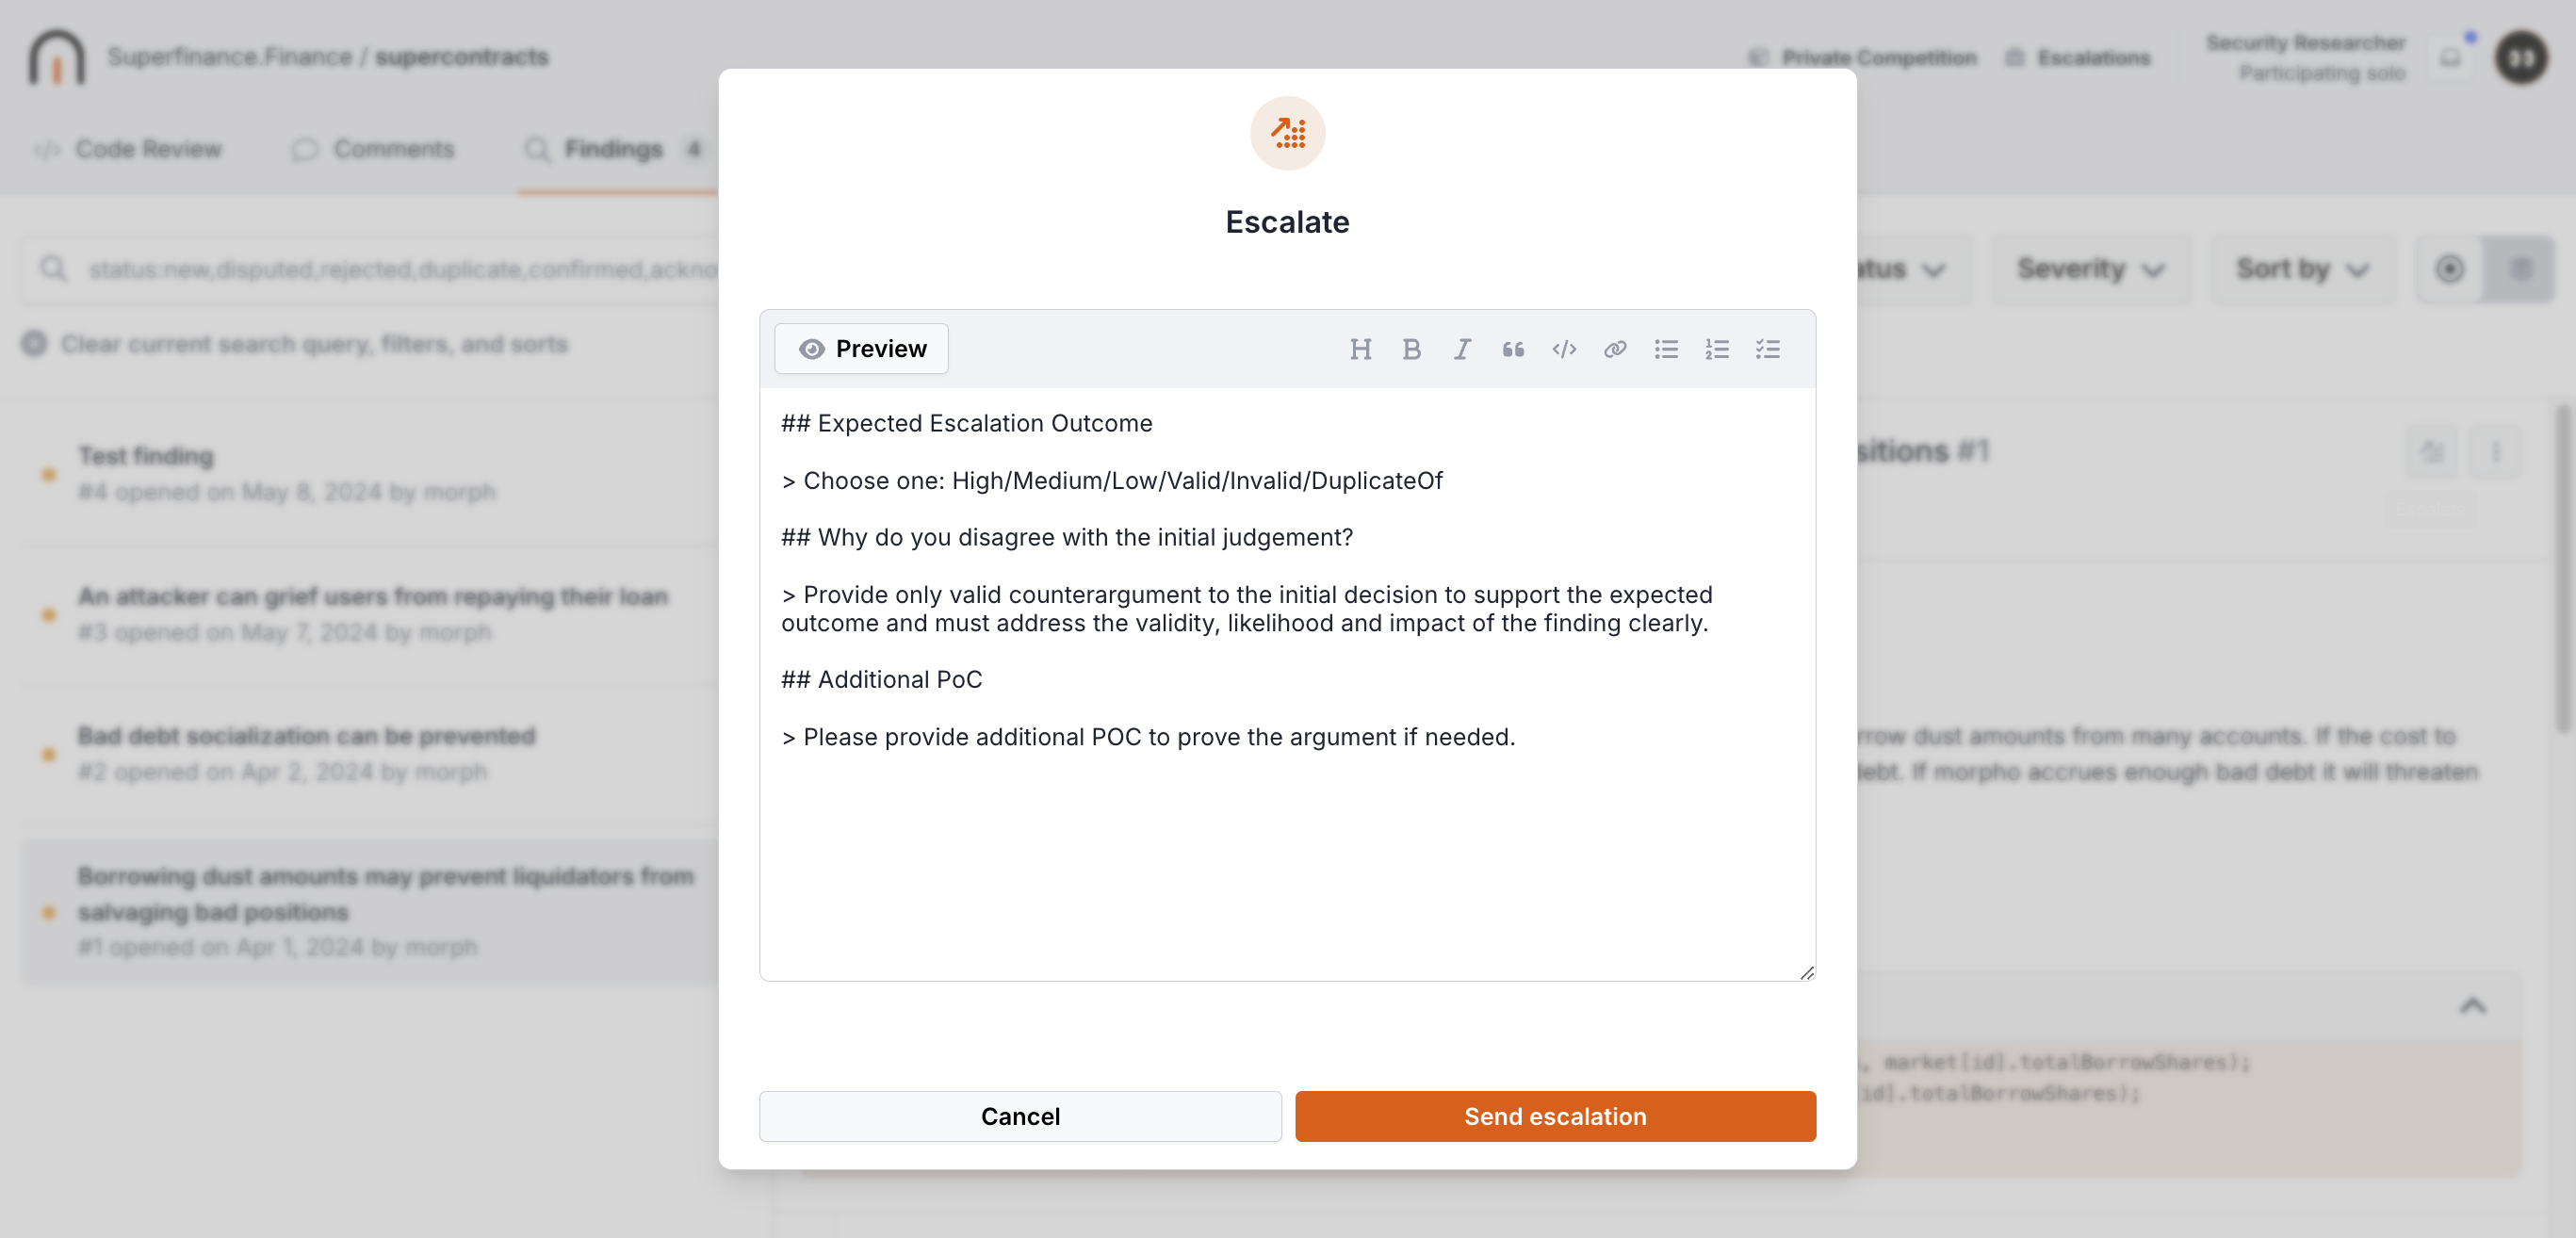 Superfinance.Finance / supercontracts
Private Competition
Escalations
Security Researcher
Participating solo
</> Code Review
Comments
Findings 4
status:new,disputed,rejected,duplicate,confirmed,ackno
atus
Severity
Sort by
Clear current search query, filters, and sorts
Test finding
#4 opened on May 8, 2024 by morph
An attacker can grief users from repaying their loan
#3 opened on May 7, 2024 by morph
Bad debt socialization can be prevented
#2 opened on Apr 2, 2024 by morph
Borrowing dust amounts may prevent liquidators from
salvaging bad positions
#1 opened on Apr 1, 2024 by morph
Escalate
Preview
H B I </>
## Expected Escalation Outcome
> Choose one: High/Medium/Low/Valid/Invalid/DuplicateOf
## Why do you disagree with the initial judgement?
> Provide only valid counterargument to the initial decision to support the expected
outcome and must address the validity, likelihood and impact of the finding clearly.
## Additional PoC
> Please provide additional POC to prove the argument if needed.
Cancel
Send escalation
sitions #1
Escalate
rrow dust amounts from many accounts. If the cost to
debt. If morpho accrues enough bad debt it will threaten
, market[id].totalBorrowShares);
[id].totalBorrowShares);